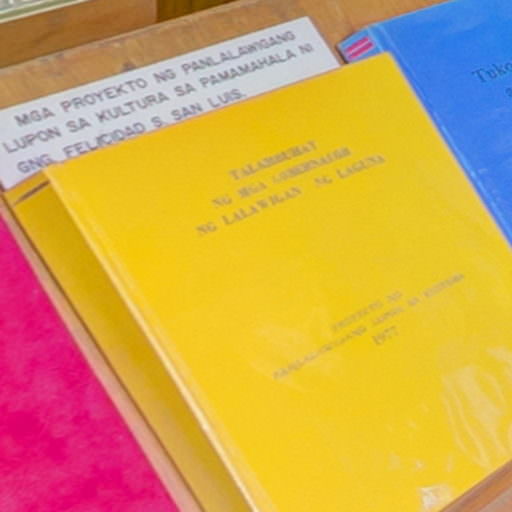 MGA PROYEKTO NG PANLALAWIGANG
LUPON SA KULTURA SA PAMAMAHALA NI
GNG. FELICIDAD S. SAN LUIS.
TALAMBUHAY
NG MGA GOBERNADOR
NG LALAWIGAN NG LAGUNA
PROYEKTO NG
PANLALAWIGANG LUPON SA KULTURA
1977